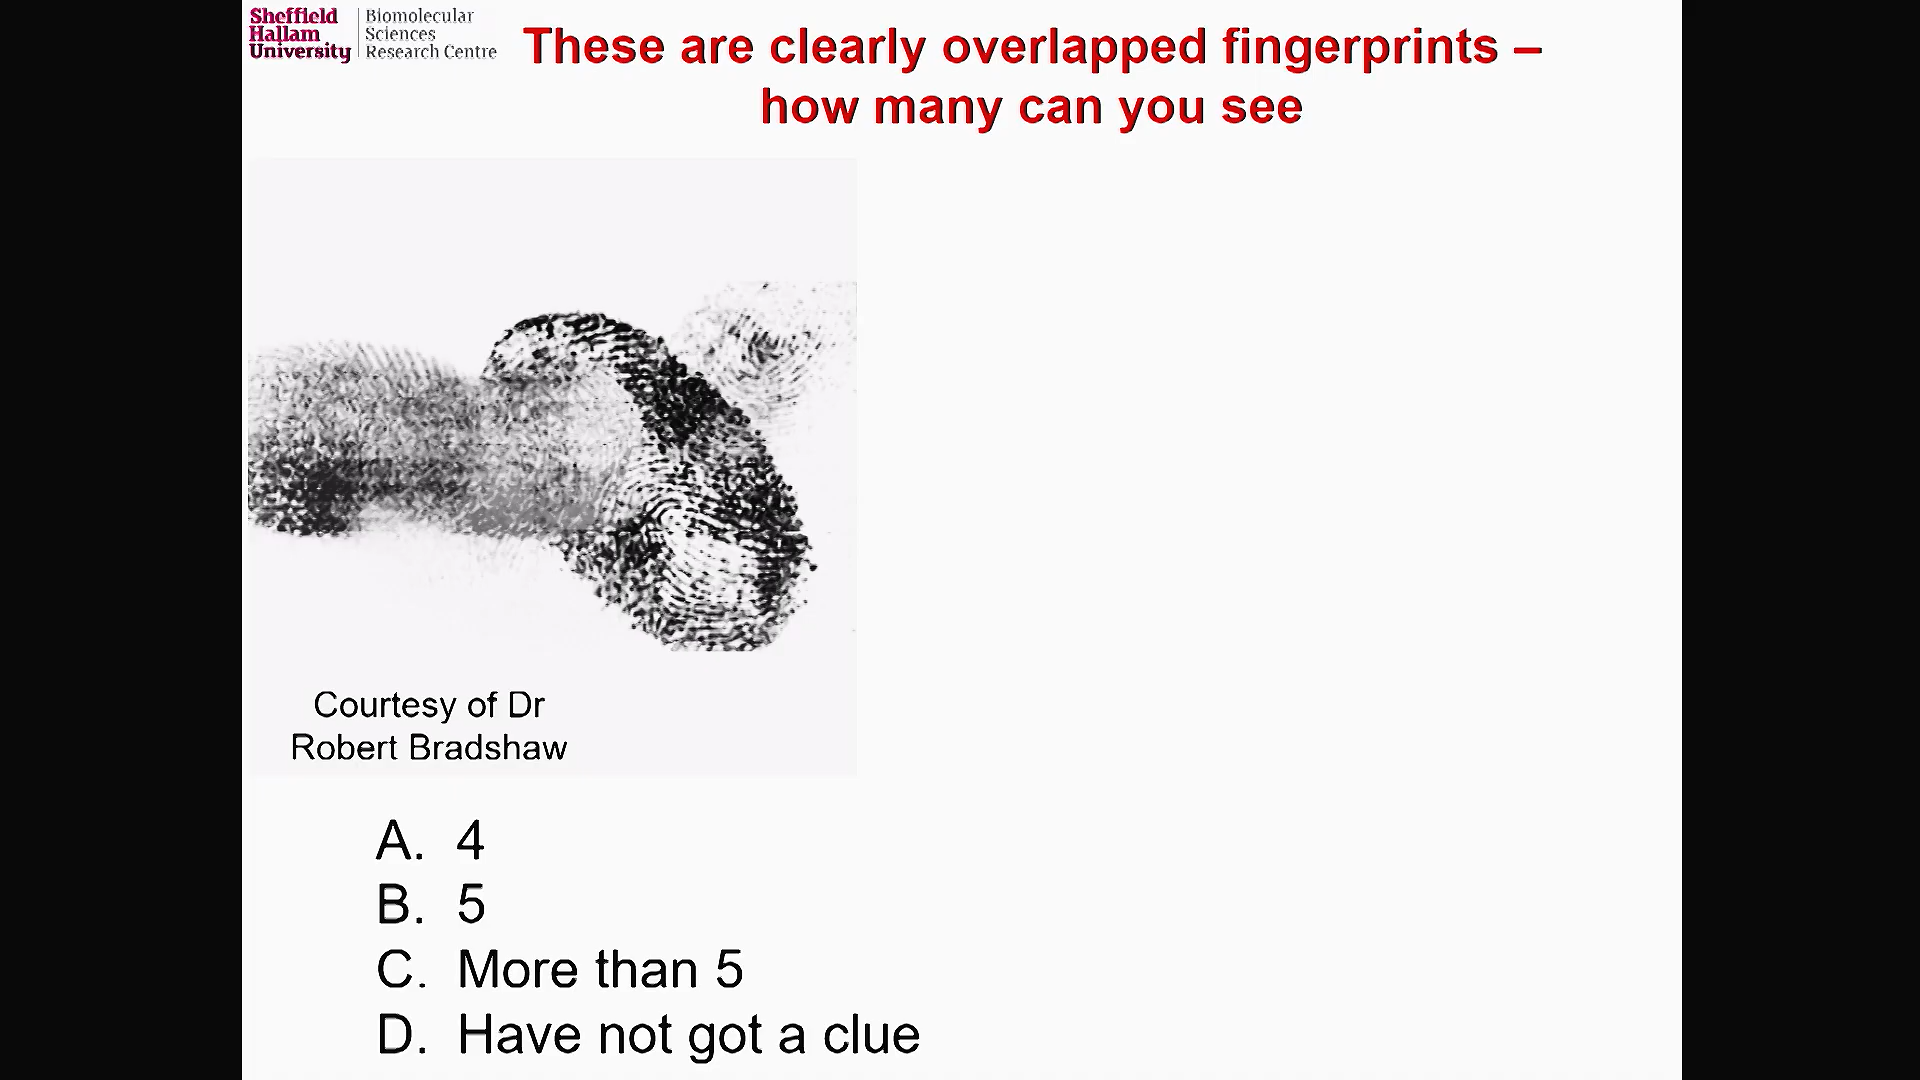 Sheffield
Hallam
University
Biomolecular
Sciences
Research Centre
These are clearly overlapped fingerprints –
how many can you see
Courtesy of Dr
Robert Bradshaw
A. 4
B. 5
C. More than 5
D. Have not got a clue